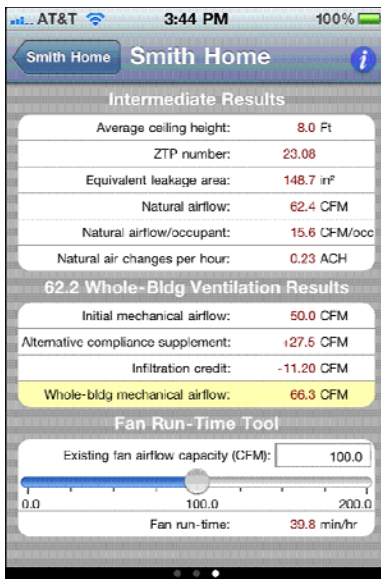 AT&T 3:44 PM 100%
Smith Home Smith Home i
Intermediate Results
Average ceiling height: 8.0 Ft
ZTP number: 23.08
Equivalent leakage area: 148.7 in²
Natural airflow: 62.4 CFM
Natural airflow/occupant: 15.6 CFM/occ
Natural air changes per hour: 0.23 ACH
62.2 Whole-Bldg Ventilation Results
Initial mechanical airflow: 50.0 CFM
Alternative compliance supplement: +27.5 CFM
Infiltration credit: -11.20 CFM
Whole-bldg mechanical airflow: 66.3 CFM
Fan Run-Time Tool
Existing fan airflow capacity (CFM): 100.0
0.0 100.0 200.0
Fan run-time: 39.8 min/hr